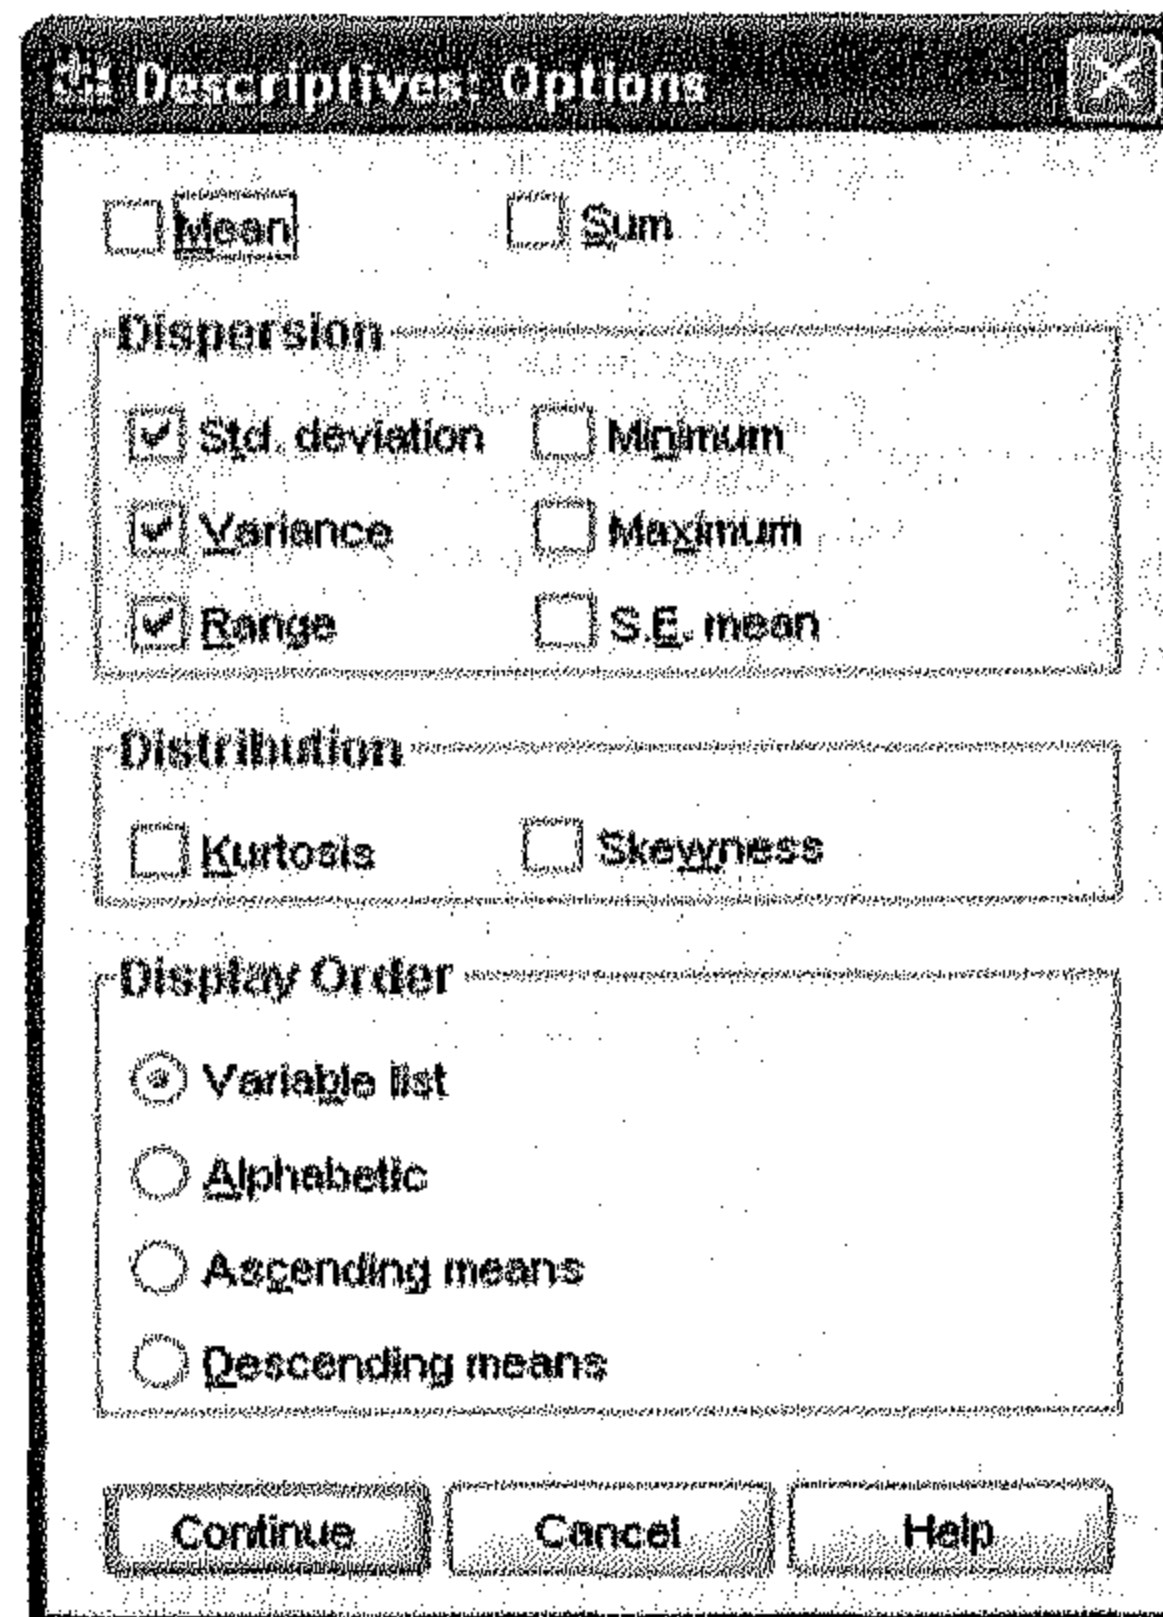 Descriptives: Options
Mean Sum
Dispersion
Std. deviation Minimum
Variance Maximum
Range S.E. mean
Distribution
Kurtosis Skewness
Display Order
Variable list
Alphabetic
Ascending means
Descending means
Continue Cancel Help